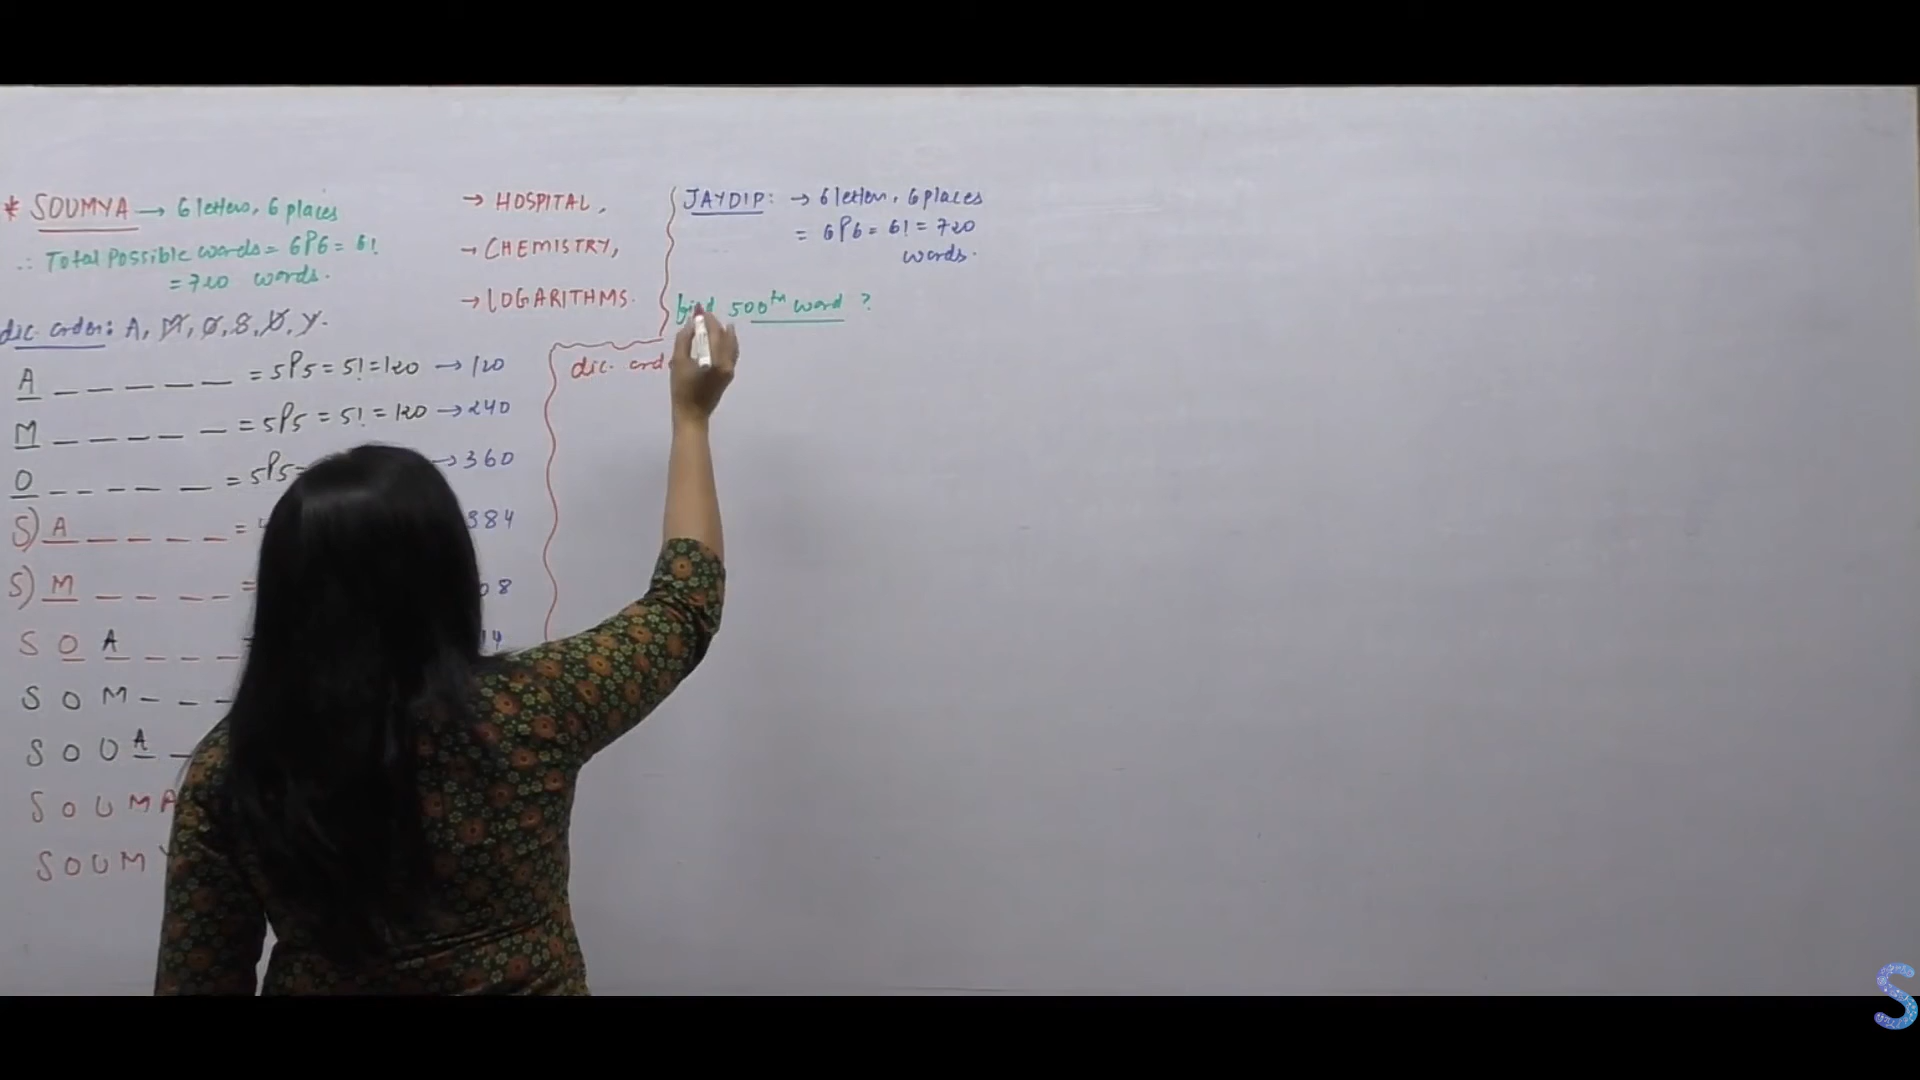 * SOUMYA → 6 letters, 6 places
∴ Total possible words = 6P6 = 6!
= 720 words.
dic. order: A, M, O, S, U, Y.
A _ _ _ _ _ = 5P5 = 5! = 120 → 120
M _ _ _ _ _ = 5P5 = 5! = 120 → 240
O _ _ _ _ _ = 5P5 = → 360
S) A _ _ _ _ = 384
S) M _ _ _ _ = 08
S O A _ _ _ 14
S O M - - -
S O U A _
S O U M A
S O U M Y
→ HOSPITAL,
→ CHEMISTRY,
→ LOGARITHMS.
JAYDIP: → 6 letters, 6 places
= 6P6 = 6! = 720
words.
find 500th word ?
dic. ord
S